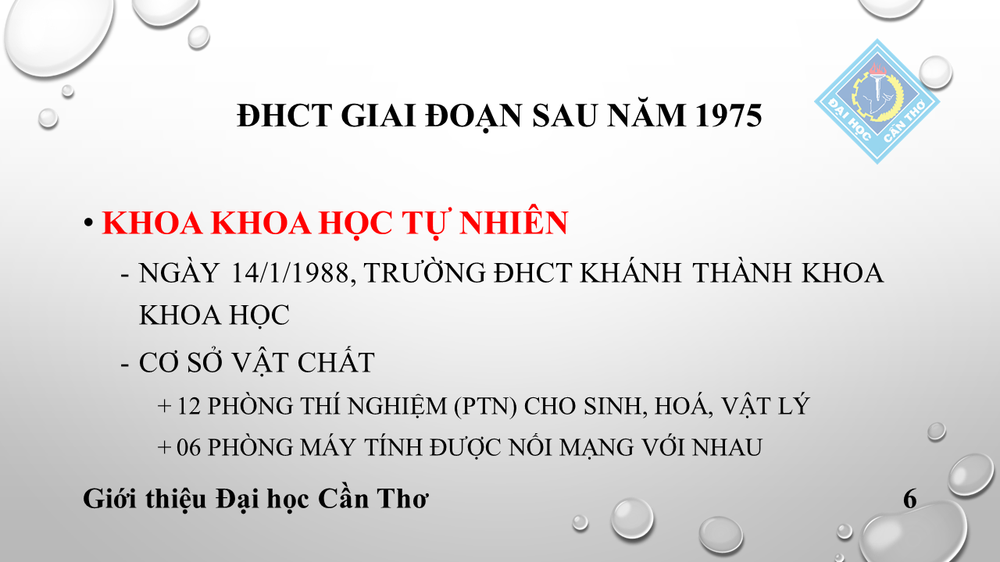 ĐHCT GIAI ĐOẠN SAU NĂM 1975
ĐẠI HỌC CẦN THƠ
• KHOA KHOA HỌC TỰ NHIÊN
- NGÀY 14/1/1988, TRƯỜNG ĐHCT KHÁNH THÀNH KHOA
KHOA HỌC
- CƠ SỞ VẬT CHẤT
+ 12 PHÒNG THÍ NGHIỆM (PTN) CHO SINH, HOÁ, VẬT LÝ
+ 06 PHÒNG MÁY TÍNH ĐƯỢC NỐI MẠNG VỚI NHAU
Giới thiệu Đại học Cần Thơ 6